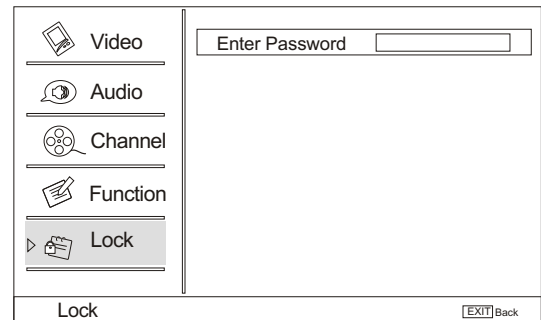 Video
Audio
Channel
Function
Lock
Enter Password
Lock
EXIT Back